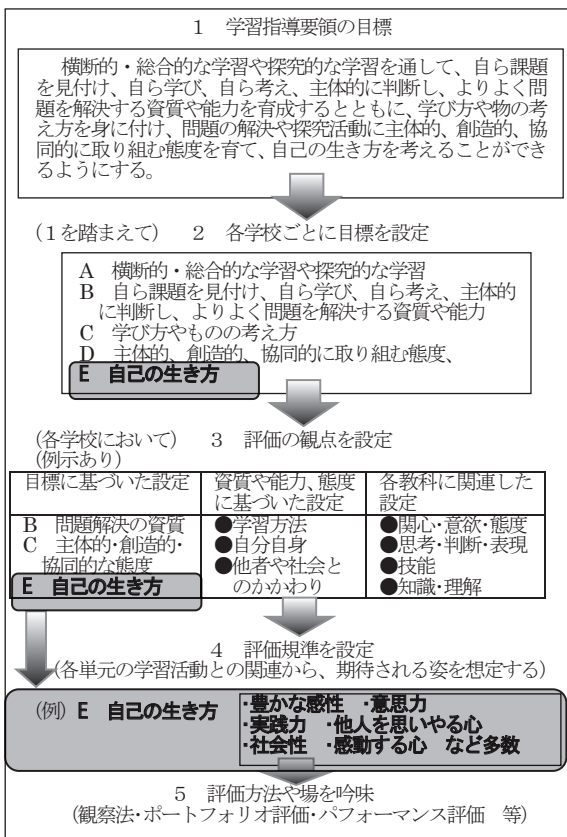 1 学習指導要領の目標
横断的・総合的な学習や探究的な学習を通して、自ら課題
を見付け、自ら学び、自ら考え、主体的に判断し、よりよく問
題を解決する資質や能力を育成するとともに、学び方や物の考
え方を身に付け、問題の解決や探究活動に主体的、創造的、協
同的に取り組む態度を育て、自己の生き方を考えることができ
るようにする。
(1を踏まえて) 2 各学校ごとに目標を設定
A 横断的・総合的な学習や探究的な学習
B 自ら課題を見付け、自ら学び、自ら考え、主体的
に判断し、よりよく問題を解決する資質や能力
C 学び方やものの考え方
D 主体的、創造的、協同的に取り組む態度、
E 自己の生き方
(各学校において) 3 評価の観点を設定
(例示あり)
目標に基づいた設定
B 問題解決の資質
C 主体的・創造的・
協同的な態度
E 自己の生き方
資質や能力、態度
に基づいた設定
●学習方法
●自分自身
●他者や社会と
のかかわり
各教科に関連した
設定
●関心・意欲・態度
●思考・判断・表現
●技能
●知識・理解
4 評価規準を設定
(各単元の学習活動との関連から、期待される姿を想定する)
(例) E 自己の生き方
・豊かな感性 ・意思力
・実践力 ・他人を思いやる心
・社会性 ・感動する心 など多数
5 評価方法や場を吟味
(観察法・ポートフォリオ評価・パフォーマンス評価 等)